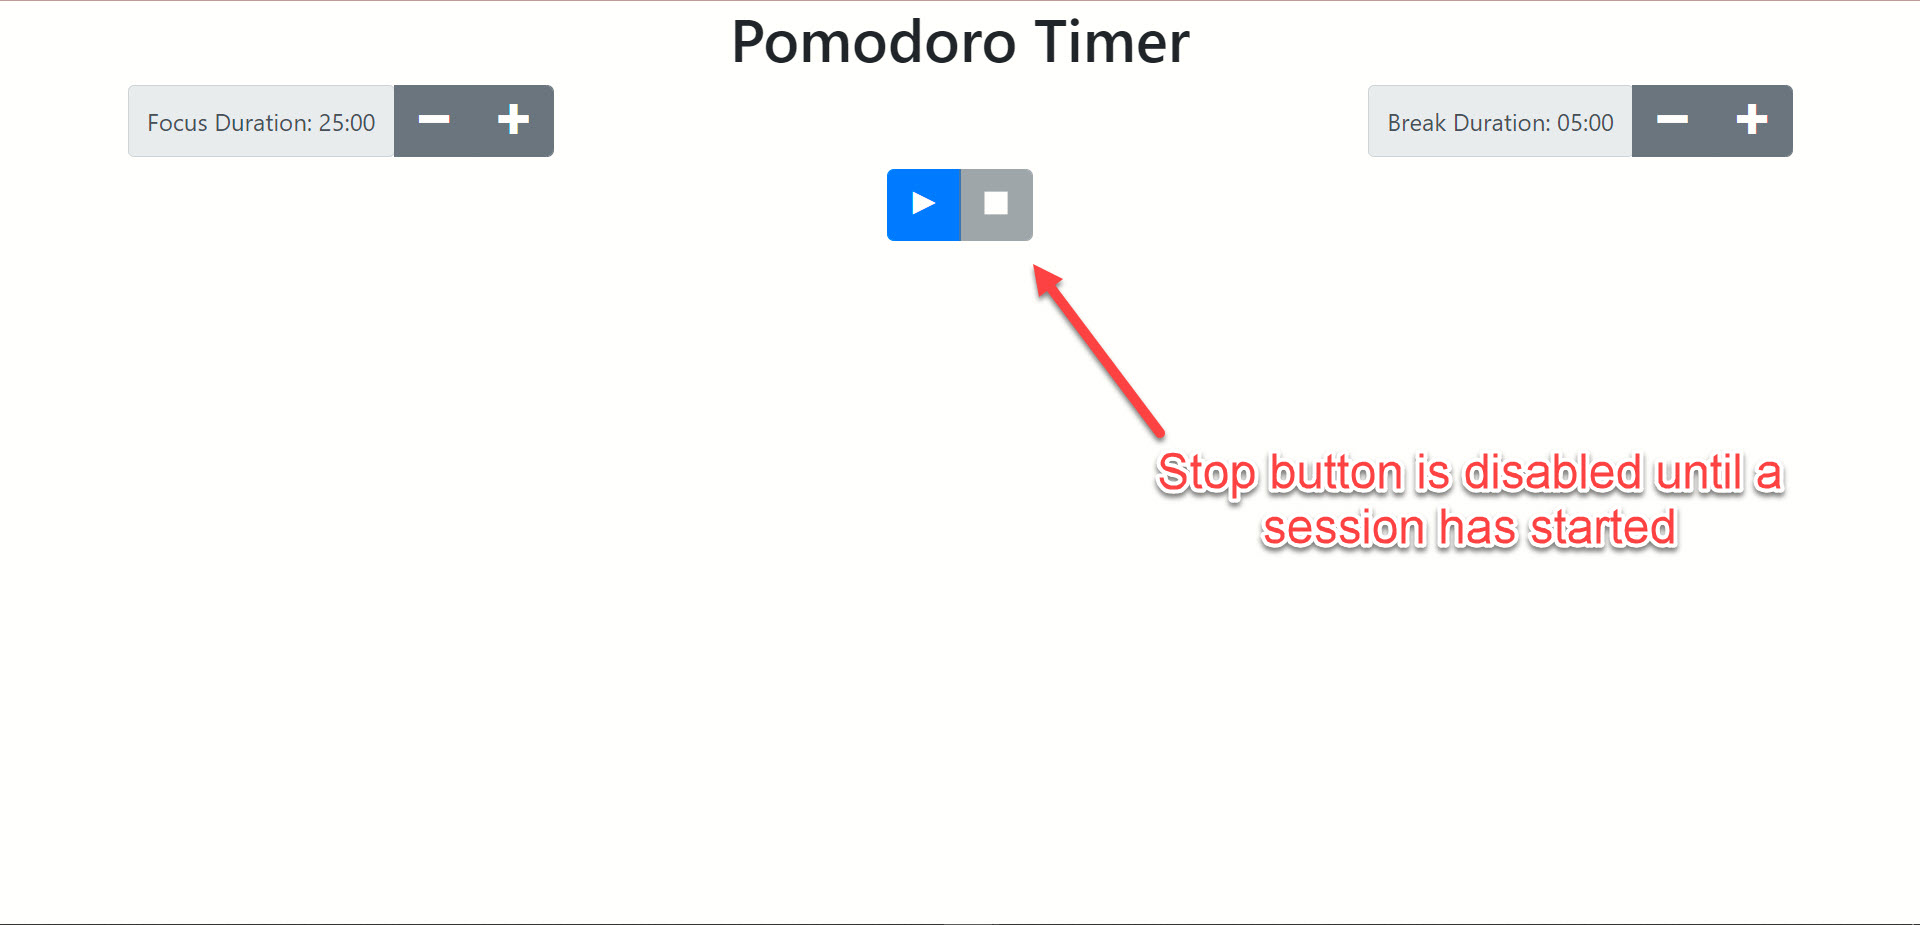 Pomodoro Timer
Focus Duration: 25:00
Break Duration: 05:00
Stop button is disabled until a
session has started